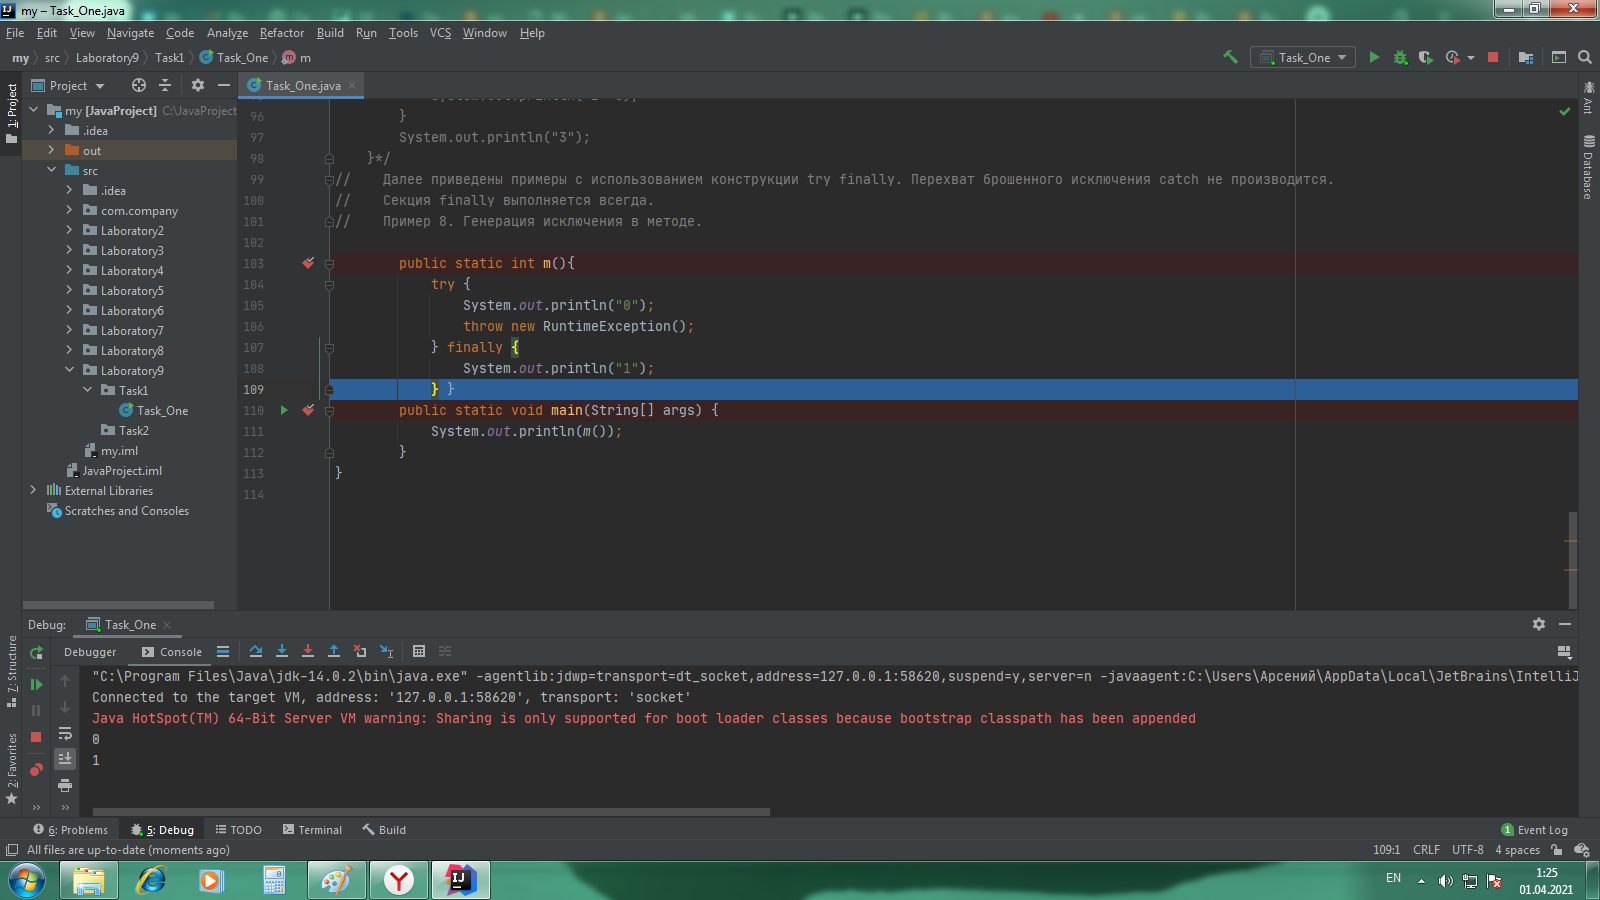 my – Task_One.java
File Edit View Navigate Code Analyze Refactor Build Run Tools VCS Window Help
my src Laboratory9 Task1 Task_One m
Task_One
1: Project
Project
Task_One.java
my [JavaProject] C:\JavaProject
.idea
out
src
.idea
com.company
Laboratory2
Laboratory3
Laboratory4
Laboratory5
Laboratory6
Laboratory7
Laboratory8
Laboratory9
Task1
Task_One
Task2
my.iml
JavaProject.iml
External Libraries
Scratches and Consoles
96 }
97 System.out.println("3");
98 }*/
99 // Далее приведены примеры с использованием конструкции try finally. Перехват брошенного исключения catch не производится.
100 // Секция finally выполняется всегда.
101 // Пример 8. Генерация исключения в методе.
102
103 public static int m(){
104 try {
105 System.out.println("0");
106 throw new RuntimeException();
107 } finally {
108 System.out.println("1");
109 } }
110 public static void main(String[] args) {
111 System.out.println(m());
112 }
113 }
114
Ant
Database
Debug: Task_One
Debugger Console
7: Structure
2: Favorites
"C:\Program Files\Java\jdk-14.0.2\bin\java.exe" -agentlib:jdwp=transport=dt_socket,address=127.0.0.1:58620,suspend=y,server=n -javaagent:C:\Users\Арсений\AppData\Local\JetBrains\IntelliJ
Connected to the target VM, address: '127.0.0.1:58620', transport: 'socket'
Java HotSpot(TM) 64-Bit Server VM warning: Sharing is only supported for boot loader classes because bootstrap classpath has been appended
0
1
6: Problems 5: Debug TODO Terminal Build
1 Event Log
All files are up-to-date (moments ago)
109:1 CRLF UTF-8 4 spaces
EN
1:25
01.04.2021